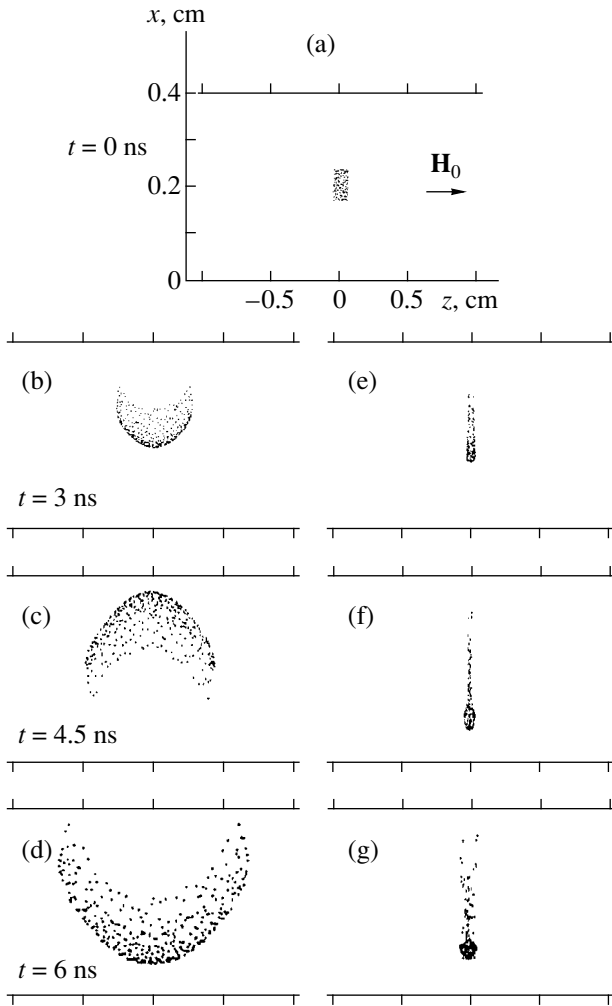 x, cm
(a)
0.4
t = 0 ns
H₀
0.2
0
−0.5 0 0.5 z, cm
(b)
(e)
t = 3 ns
(c)
(f)
t = 4.5 ns
(d)
(g)
t = 6 ns